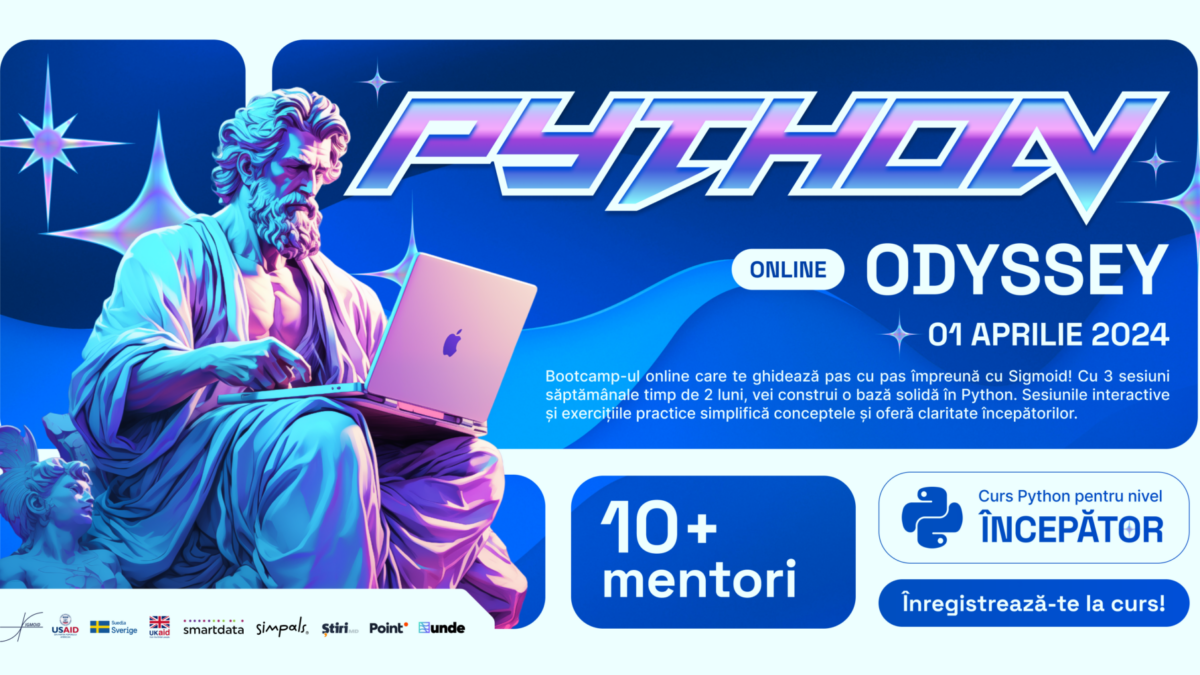 PYTHON
ONLINE
ODYSSEY
01 APRILIE 2024
Bootcamp-ul online care te ghidează pas cu pas împreună cu Sigmoid! Cu 3 sesiuni
săptămânale timp de 2 luni, vei construi o bază solidă în Python. Sesiunile interactive
și exercițiile practice simplifică conceptele și oferă claritate începătorilor.
10+
mentori
Curs Python pentru nivel
ÎNCEPĂTOR
Înregistrează-te la curs!
USAID
Svedia
Sverige
UKaid
smartdata
simpals
Știri
Point
unde